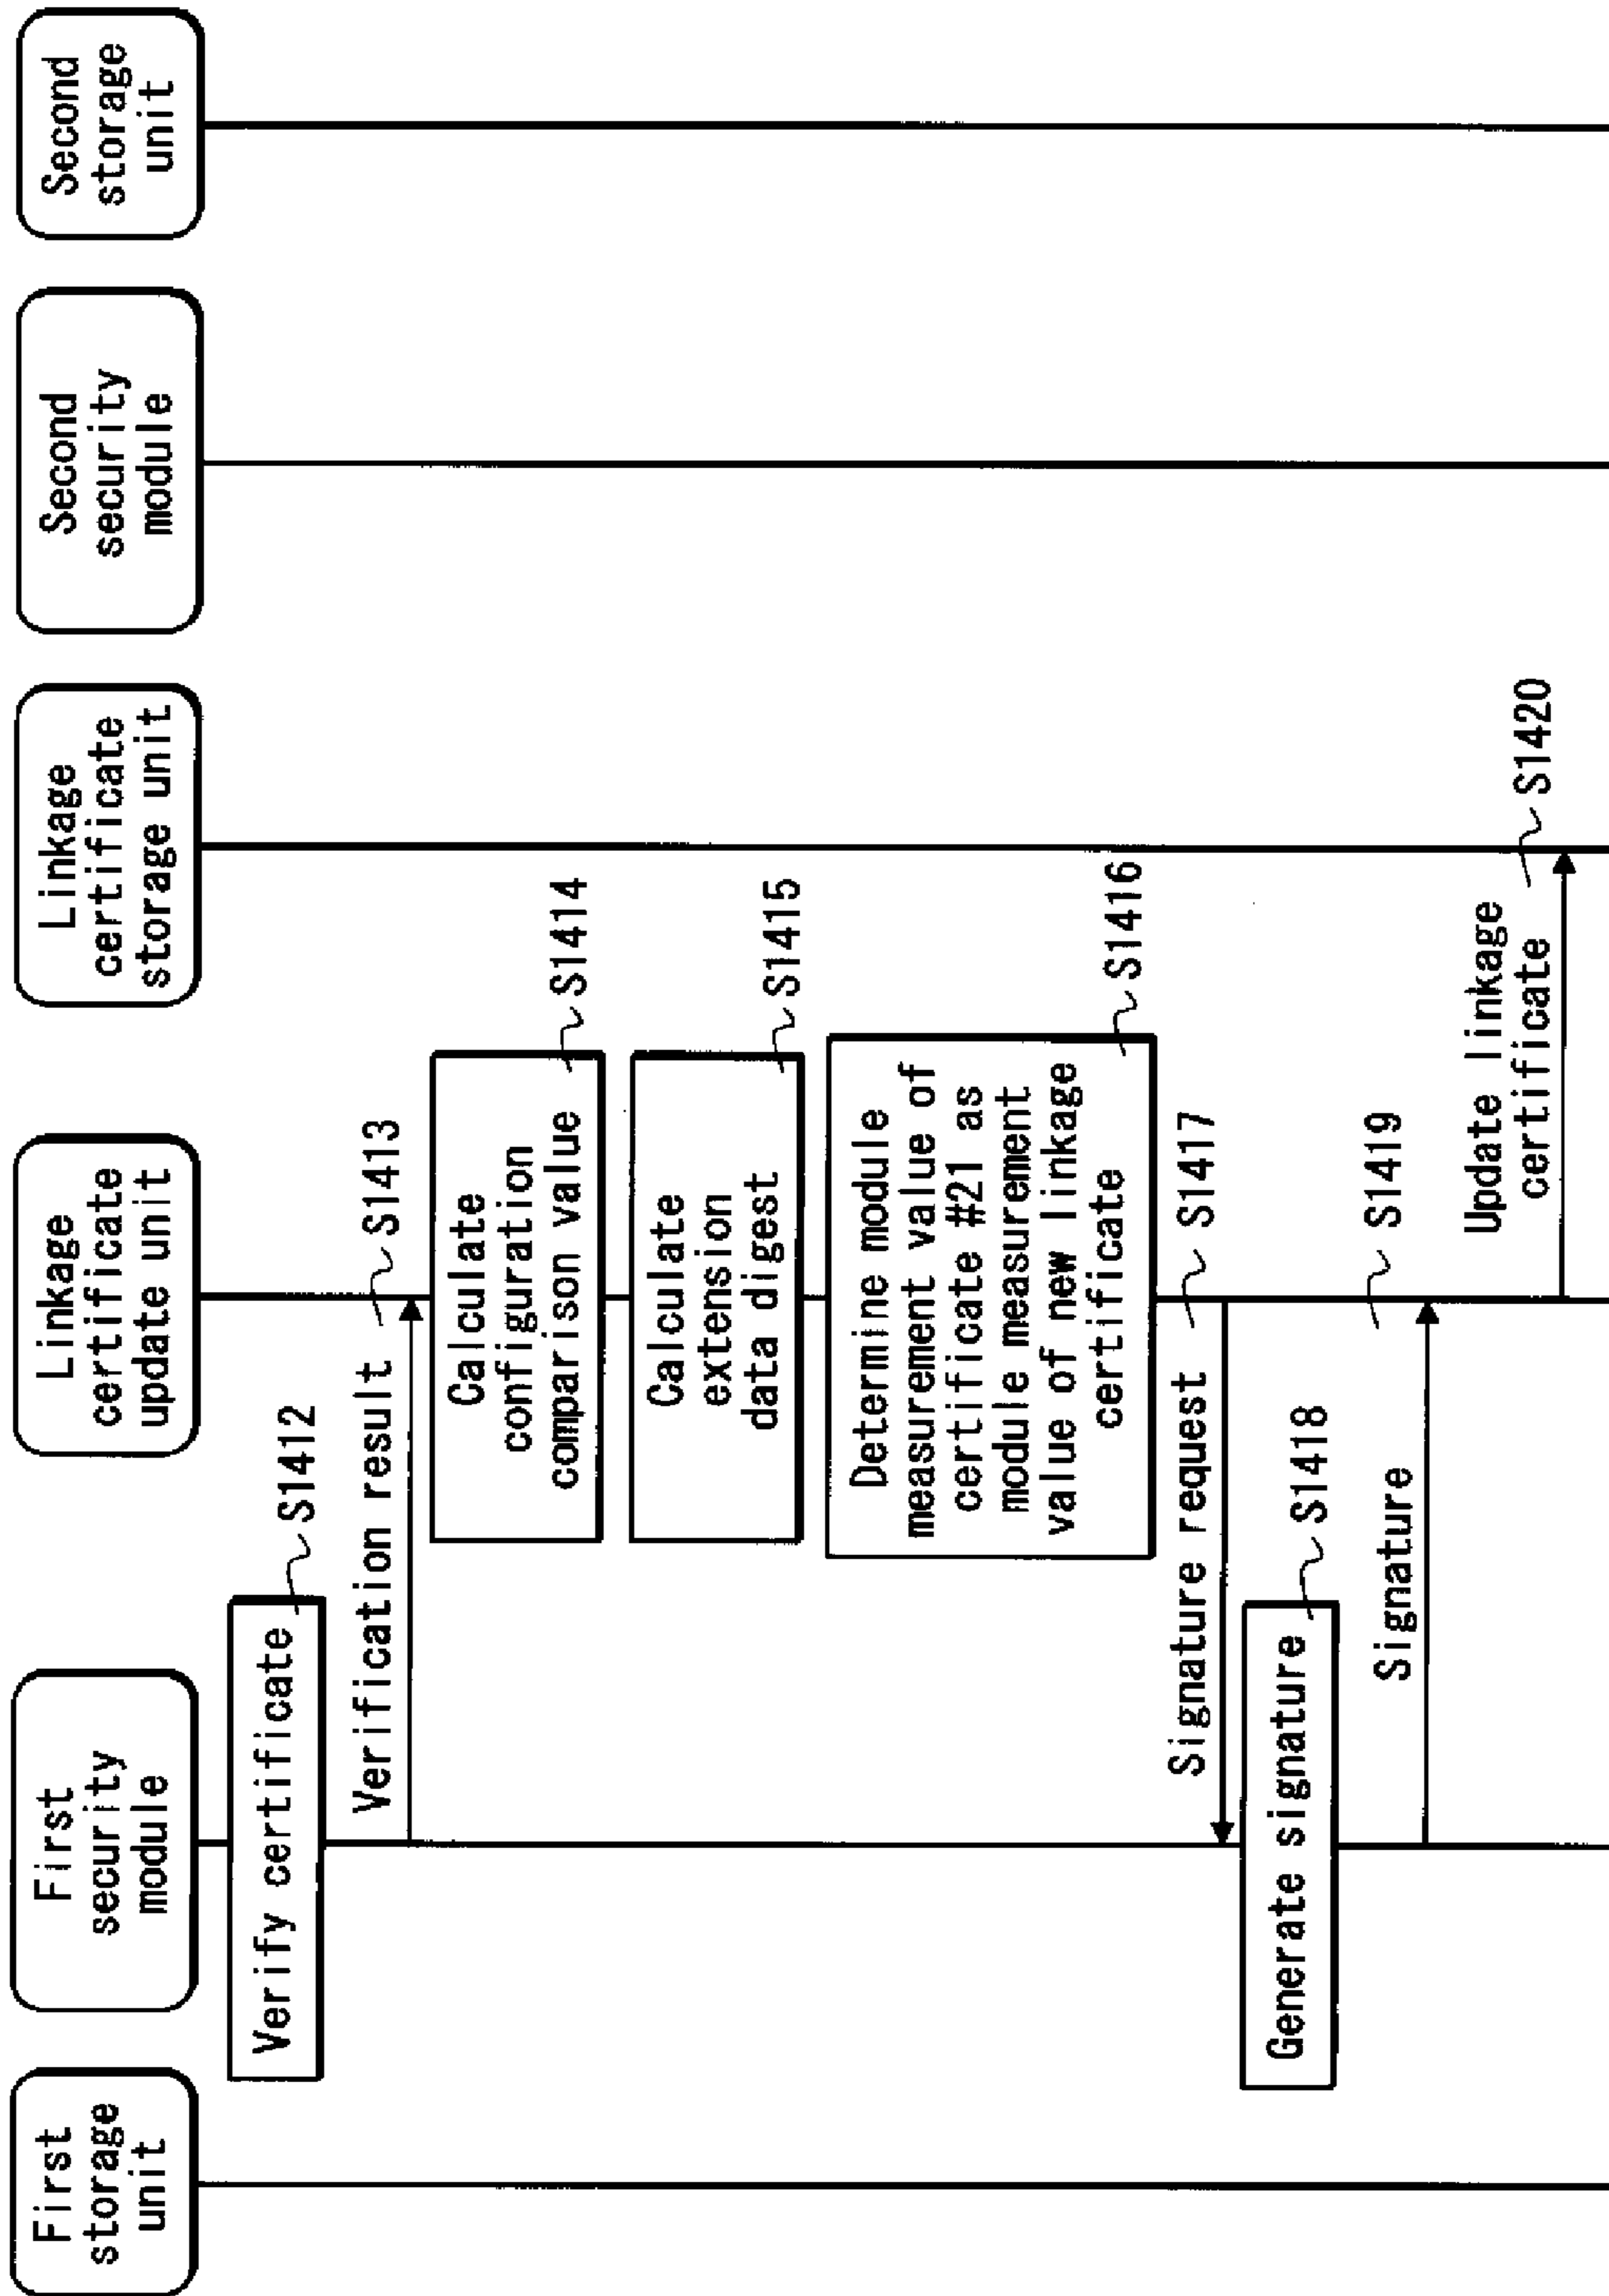 First
storage
unit
First
security
module
Linkage
certificate
update unit
Linkage
certificate
storage unit
Second
security
module
Second
storage
unit
Verify certificate
S1412
Verification result
S1413
Calculate
configuration
comparison value
S1414
Calculate
extension
data digest
S1415
Determine module
measurement value of
certificate #21 as
module measurement
value of new linkage
certificate
S1416
Signature request
S1417
Generate signature
S1418
Signature
S1419
Update linkage
certificate
S1420